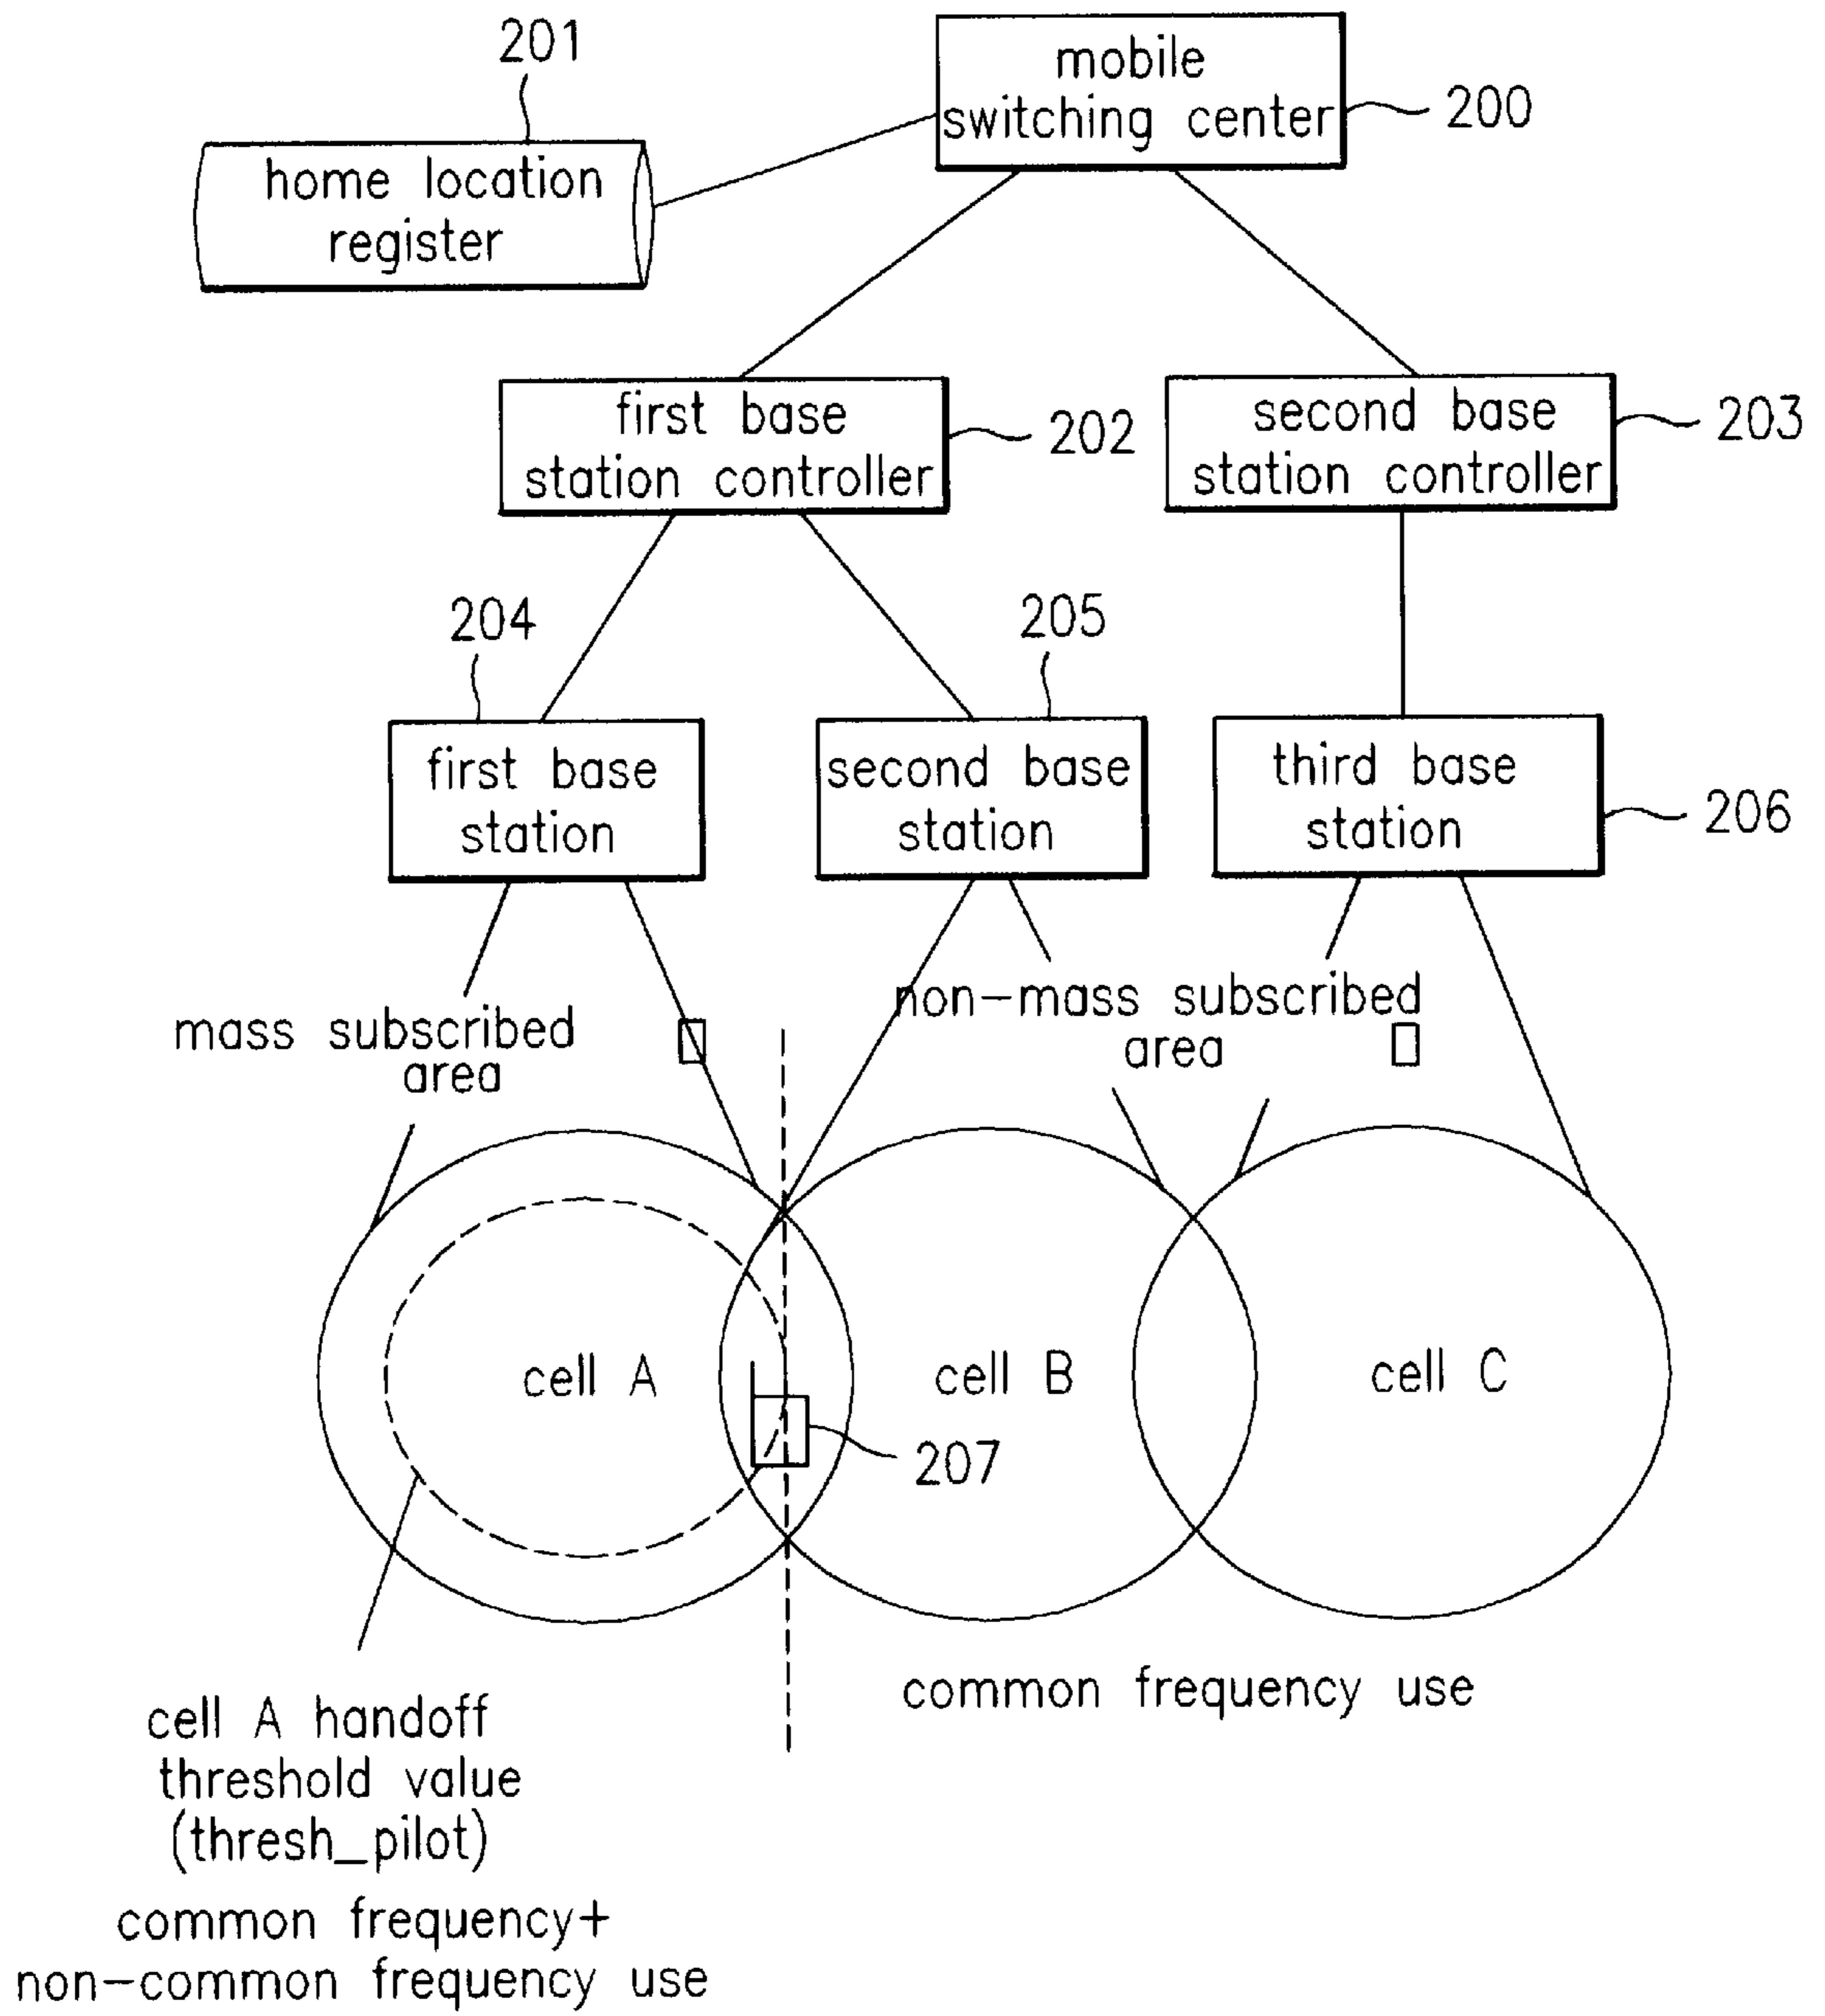 201
mobile
switching center
200
home location
register
first base
station controller
202
second base
station controller
203
204
205
first base
station
second base
station
third base
station
206
mass subscribed
area
non-mass subscribed
area
cell A
cell B
cell C
207
common frequency use
cell A handoff
threshold value
(thresh_pilot)
common frequency+
non-common frequency use